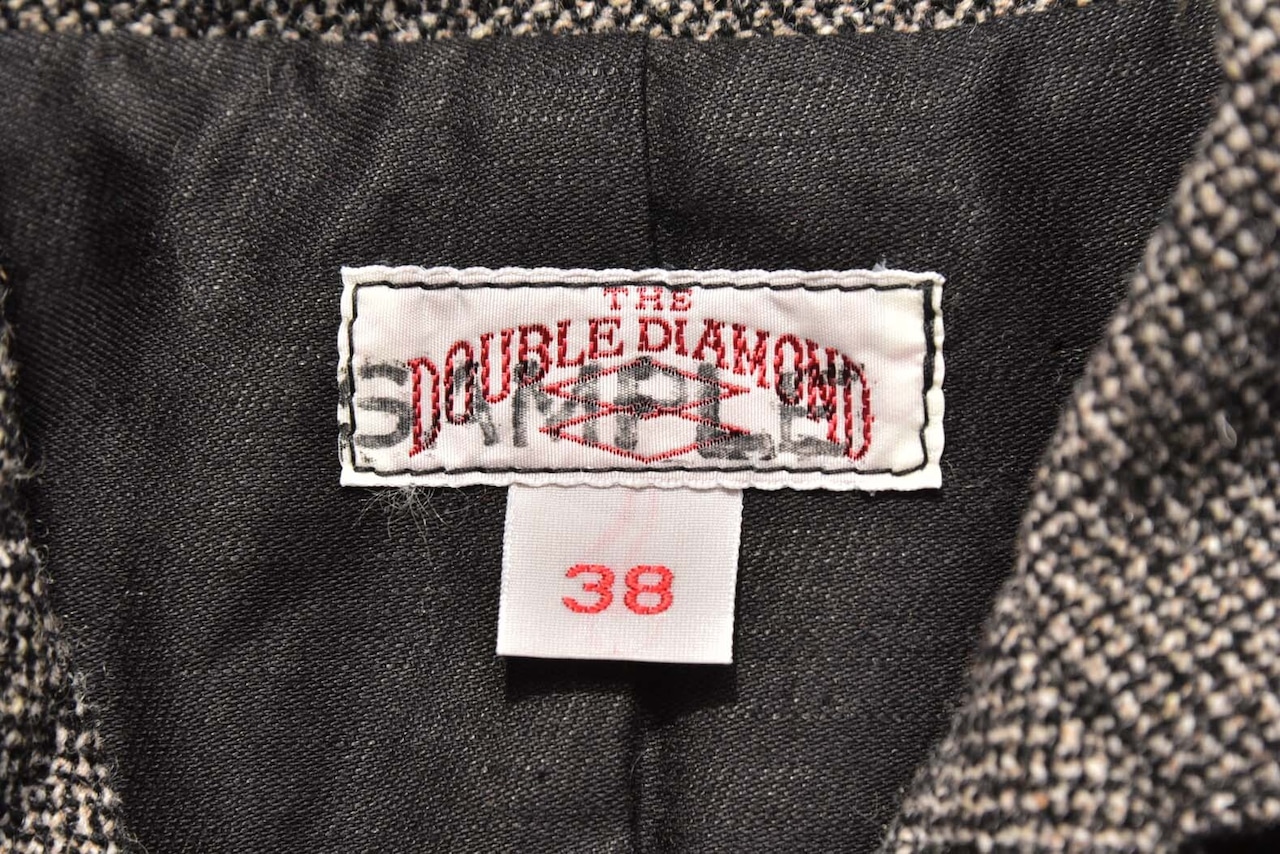 THE
DOUBLE DIAMOND
SAMPLE
38